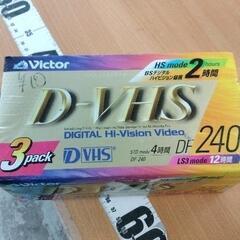 Victor
HS mode 2 hours
BSデジタル
ハイビジョン録画 2時間
D-VHS
DIGITAL Hi-Vision Video
3pack
D VHS
STD mode 4時間
DF-240
DF 240
LS3 mode 12時間
60